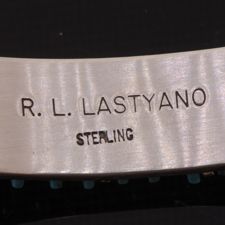 R. L. LASTYANO
STERLING